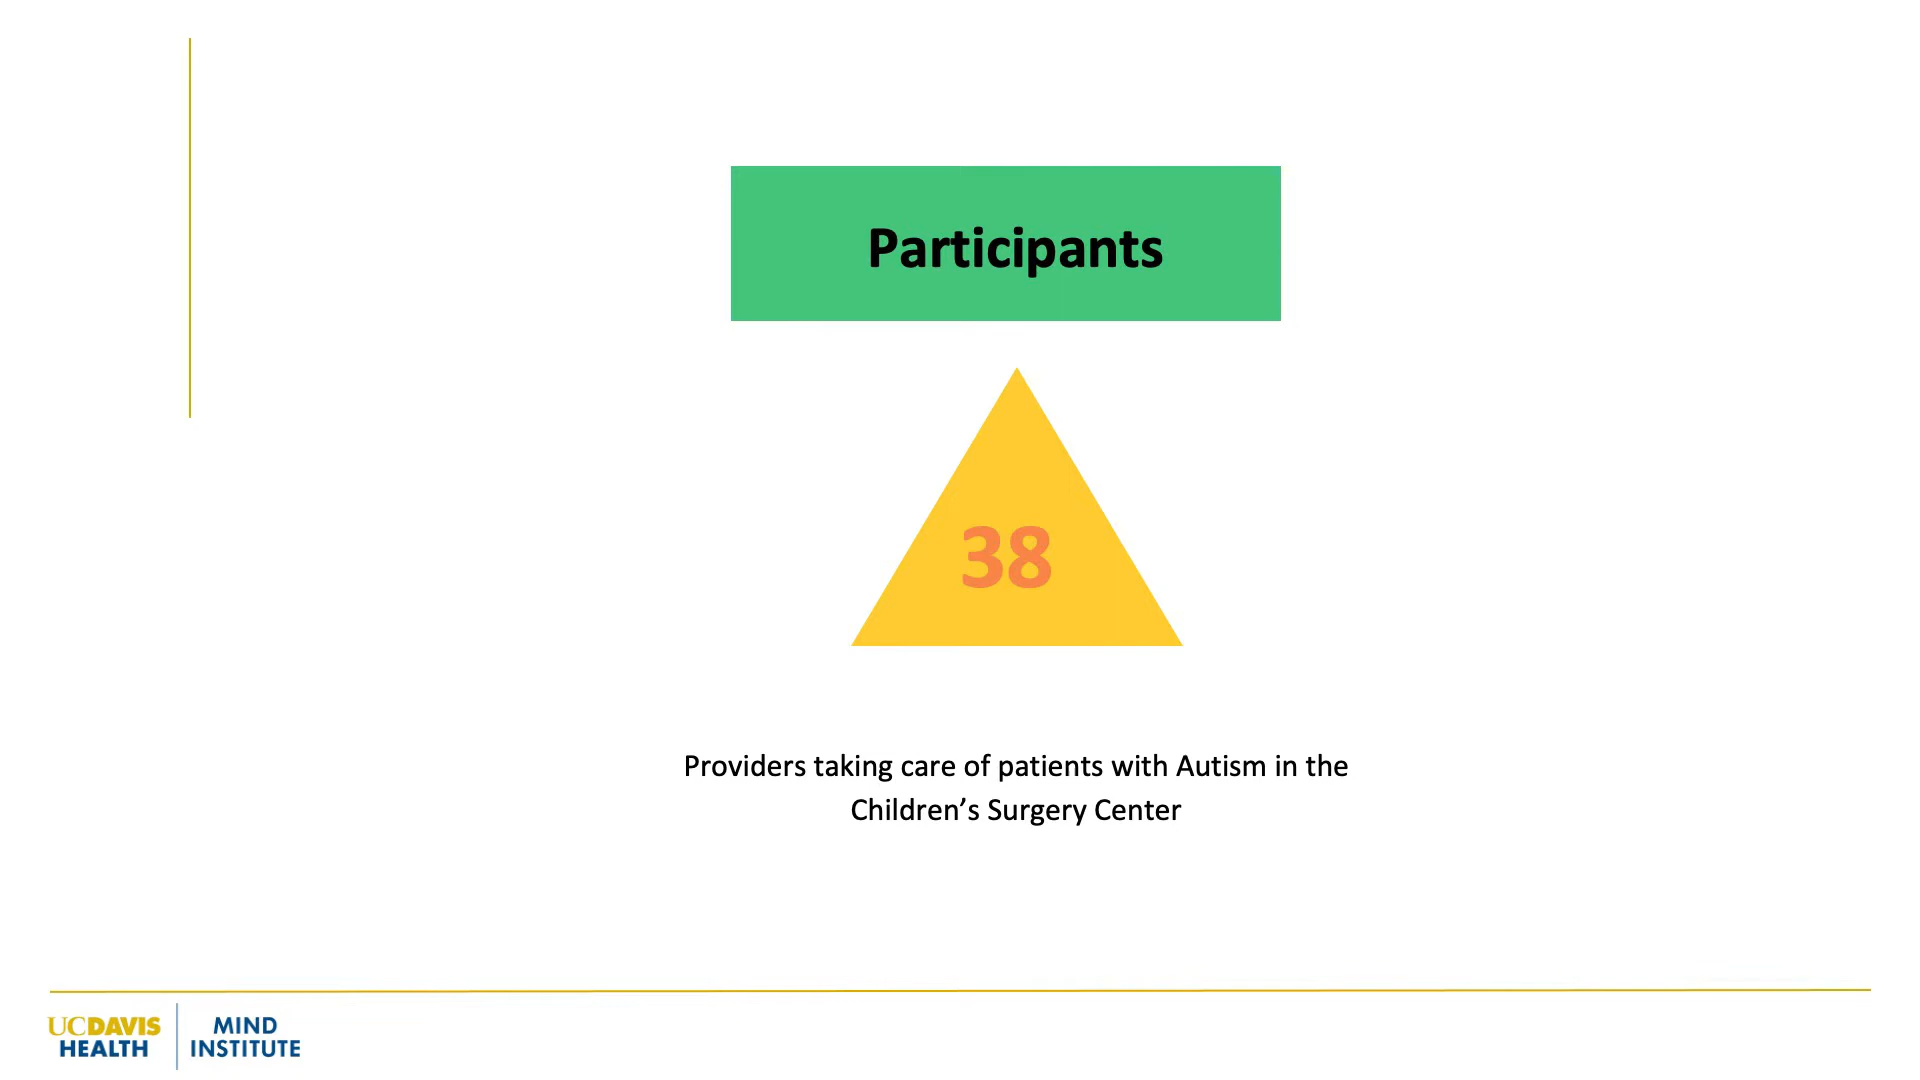 Participants
38
Providers taking care of patients with Autism in the
Children’s Surgery Center
UCDAVIS
HEALTH
MIND
INSTITUTE